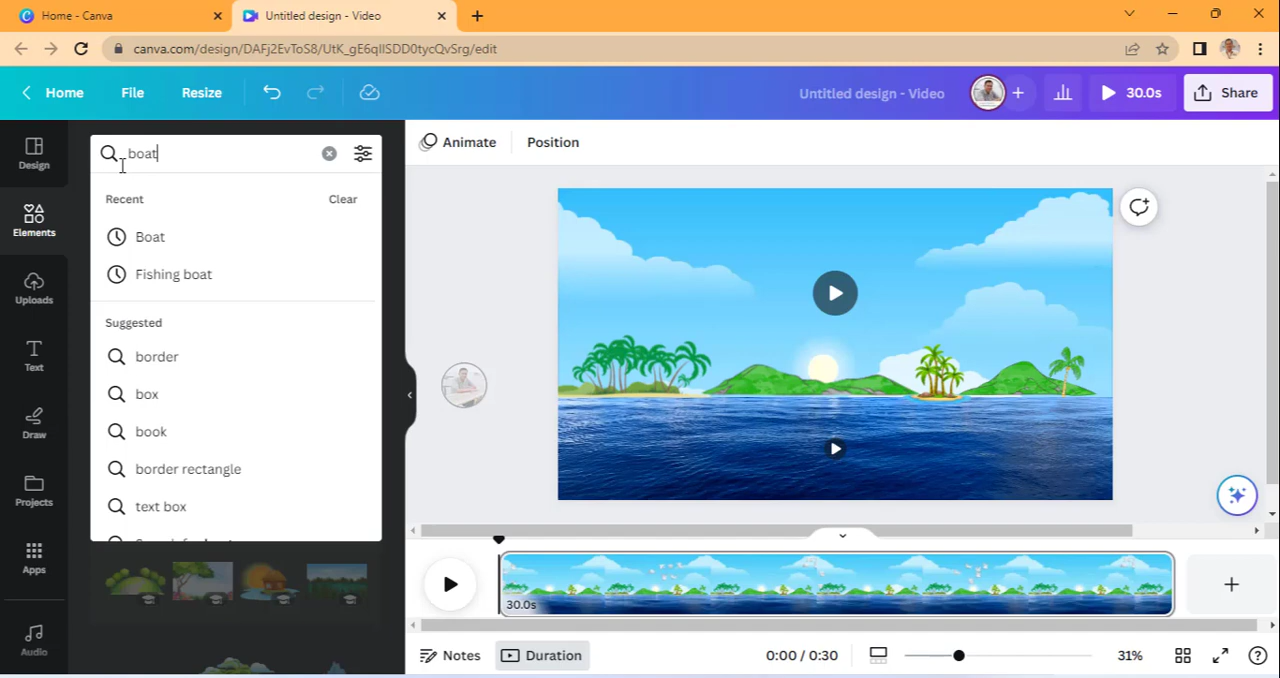 Home - Canva
Untitled design - Video
canva.com/design/DAFj2EvToS8/UtK_gE6qIlSDD0tycQvSrg/edit
Home
File
Resize
Untitled design - Video
30.0s
Share
Design
Elements
Uploads
Text
Draw
Projects
Apps
Audio
boat
Recent
Clear
Boat
Fishing boat
Suggested
border
box
book
border rectangle
text box
Animate
Position
30.0s
Notes
Duration
0:00 / 0:30
31%